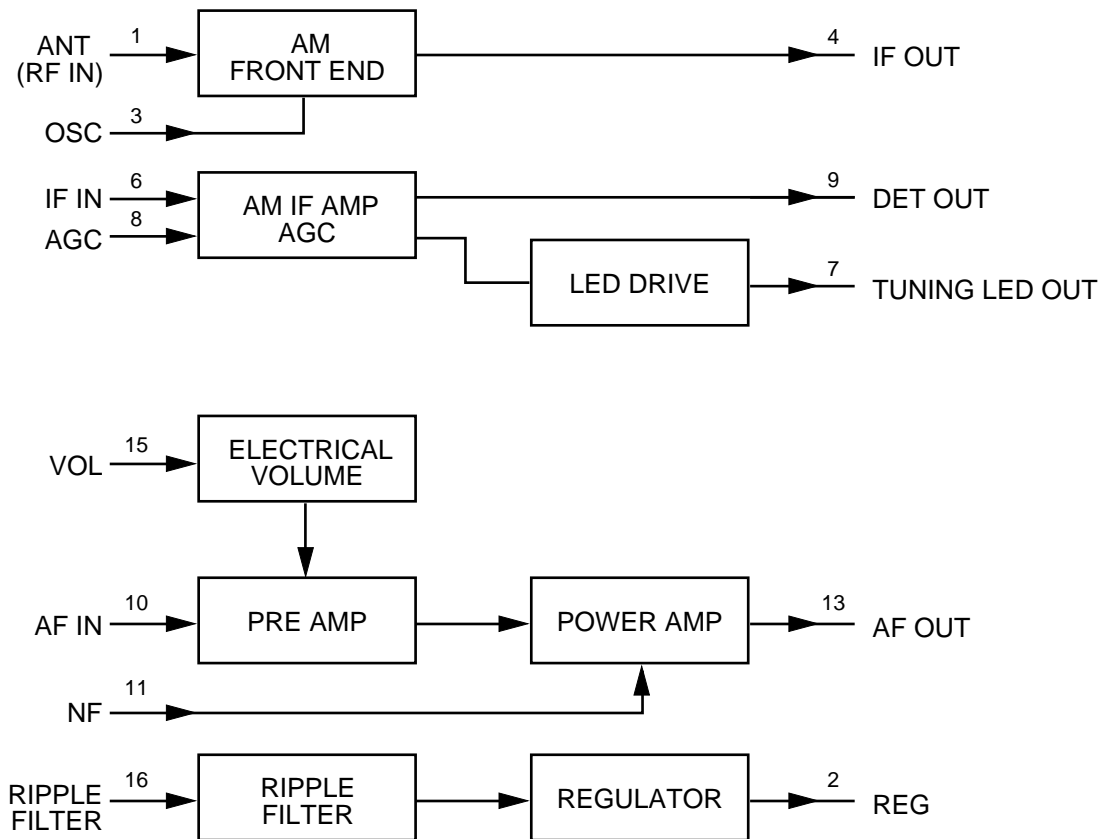 ANT
(RF IN)
1
AM
FRONT END
4
IF OUT
OSC
3
IF IN
6
AGC
8
AM IF AMP
AGC
9
DET OUT
LED DRIVE
7
TUNING LED OUT
VOL
15
ELECTRICAL
VOLUME
AF IN
10
PRE AMP
POWER AMP
13
AF OUT
NF
11
RIPPLE
FILTER
16
RIPPLE
FILTER
REGULATOR
2
REG